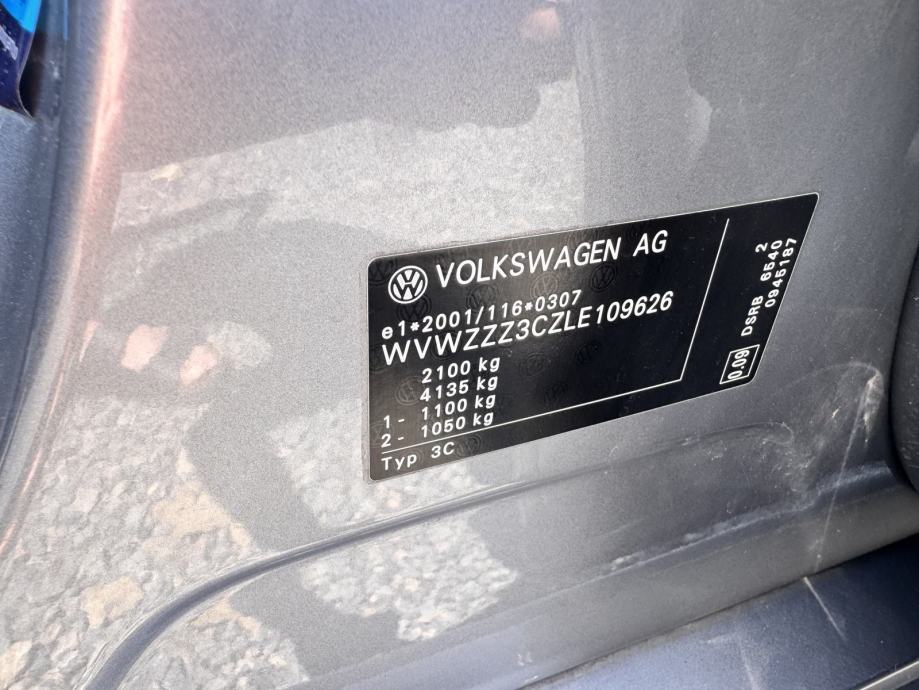 VOLKSWAGEN AG
e1*2001/116*0307
WVWZZZ3CZLE109626
2100 kg
4135 kg
1- 1100 kg
2- 1050 kg
Typ 3C
0.09
DSRB 6540 2
0945187